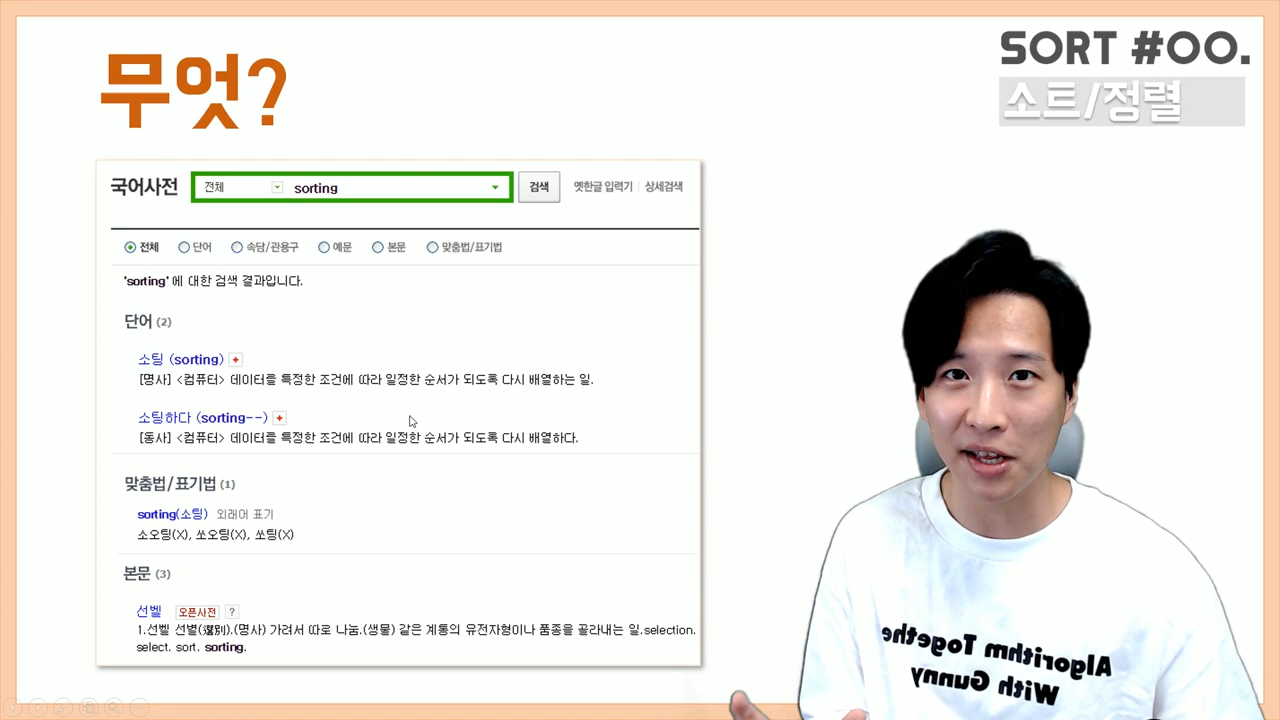 무엇?
SORT #00.
소트/정렬
국어사전 전체 sorting 검색 옛한글 입력기 상세검색
전체 단어 속담/관용구 예문 본문 맞춤법/표기법
'sorting' 에 대한 검색 결과입니다.
단어 (2)
소팅 (sorting)
[명사] <컴퓨터> 데이터를 특정한 조건에 따라 일정한 순서가 되도록 다시 배열하는 일.
소팅하다 (sorting--)
[동사] <컴퓨터> 데이터를 특정한 조건에 따라 일정한 순서가 되도록 다시 배열하다.
맞춤법/표기법 (1)
sorting(소팅) 외래어 표기
소오팅(X), 쏘오팅(X), 쏘팅(X)
본문 (3)
선벨 오픈사전 ?
1.선벨 선별(選別).(명사) 가려서 따로 나눔.(생물) 같은 계통의 유전자형이나 품종을 골라내는 일.selection.
select. sort. sorting.
Algorithm Togethe
With Gunny